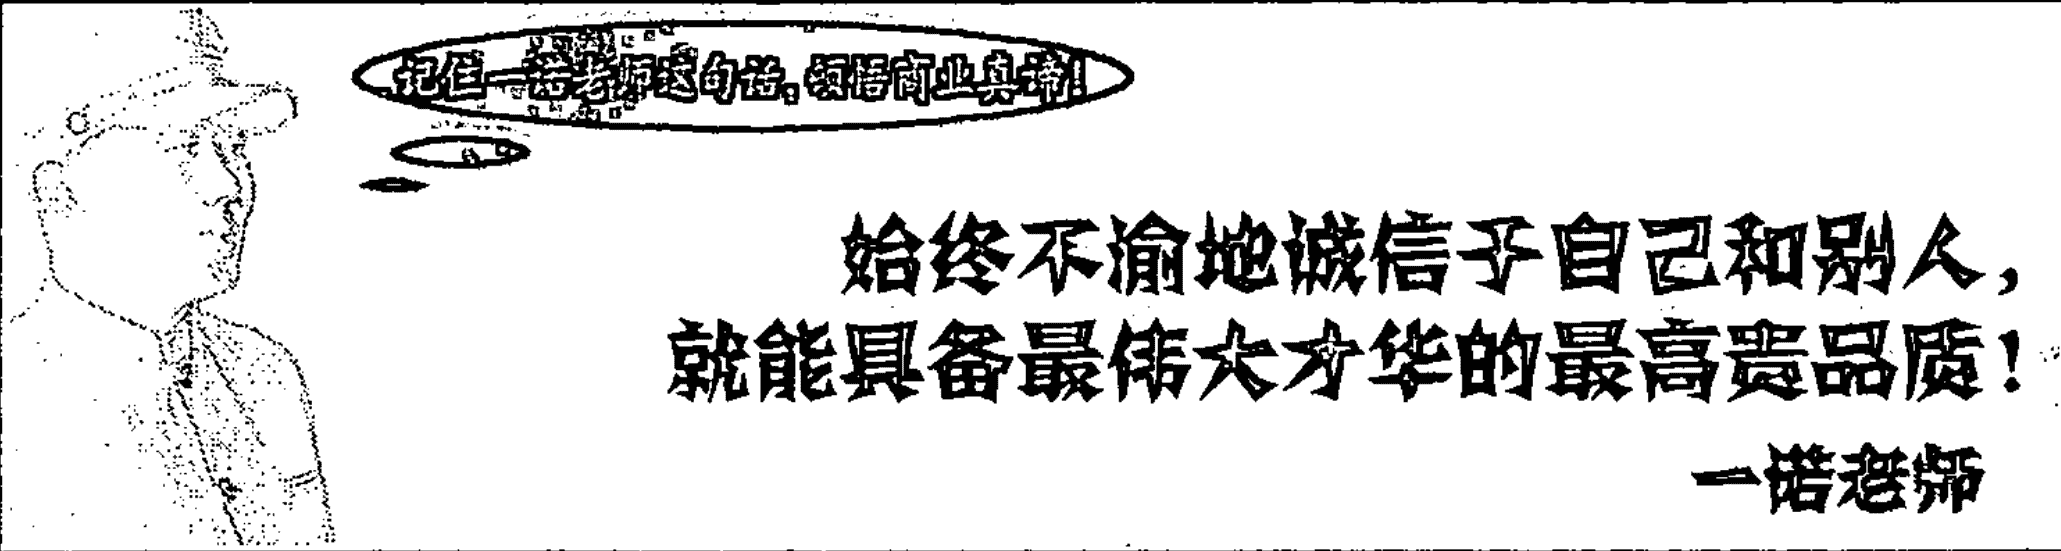 记住一诺老师这句话,领悟商业真谛!
始终不渝地诚信于自己和别人,
就能具备最伟大才华的最高贵品质!
一诺老师